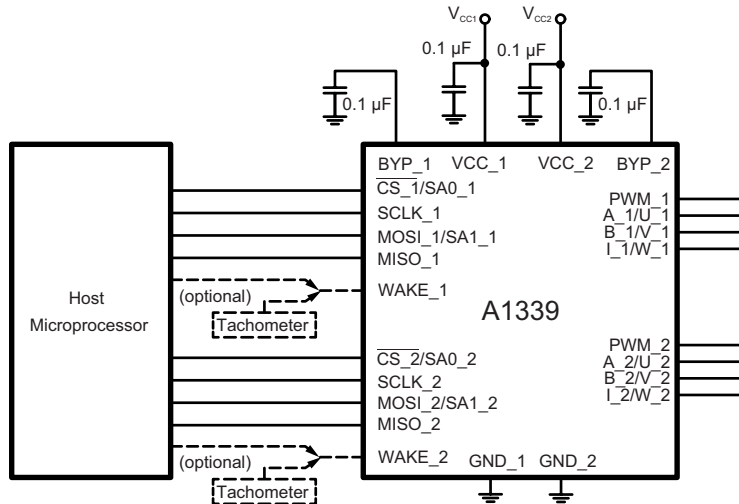 VCC1 VCC2
0.1 µF 0.1 µF
0.1 µF 0.1 µF
BYP_1 VCC_1 VCC_2 BYP_2
CS_1/SA0_1
SCLK_1
MOSI_1/SA1_1
MISO_1
WAKE_1
PWM_1
A_1/U_1
B_1/V_1
I_1/W_1
(optional)
Tachometer
Host
Microprocessor
A1339
CS_2/SA0_2
SCLK_2
MOSI_2/SA1_2
MISO_2
WAKE_2
PWM_2
A_2/U_2
B_2/V_2
I_2/W_2
(optional)
Tachometer
GND_1 GND_2